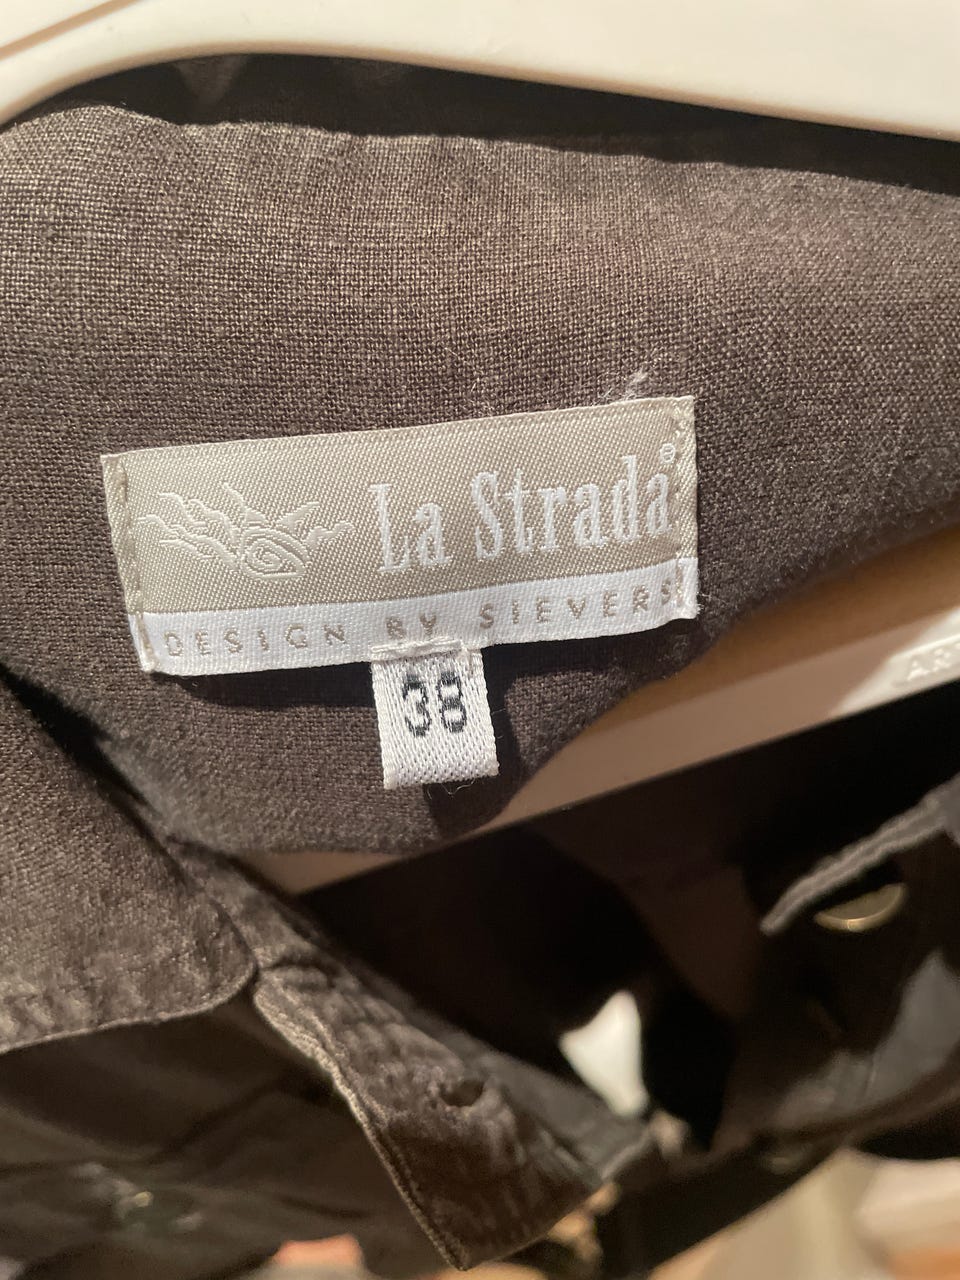 La Strada®
DESIGN BY SIEVERS
38